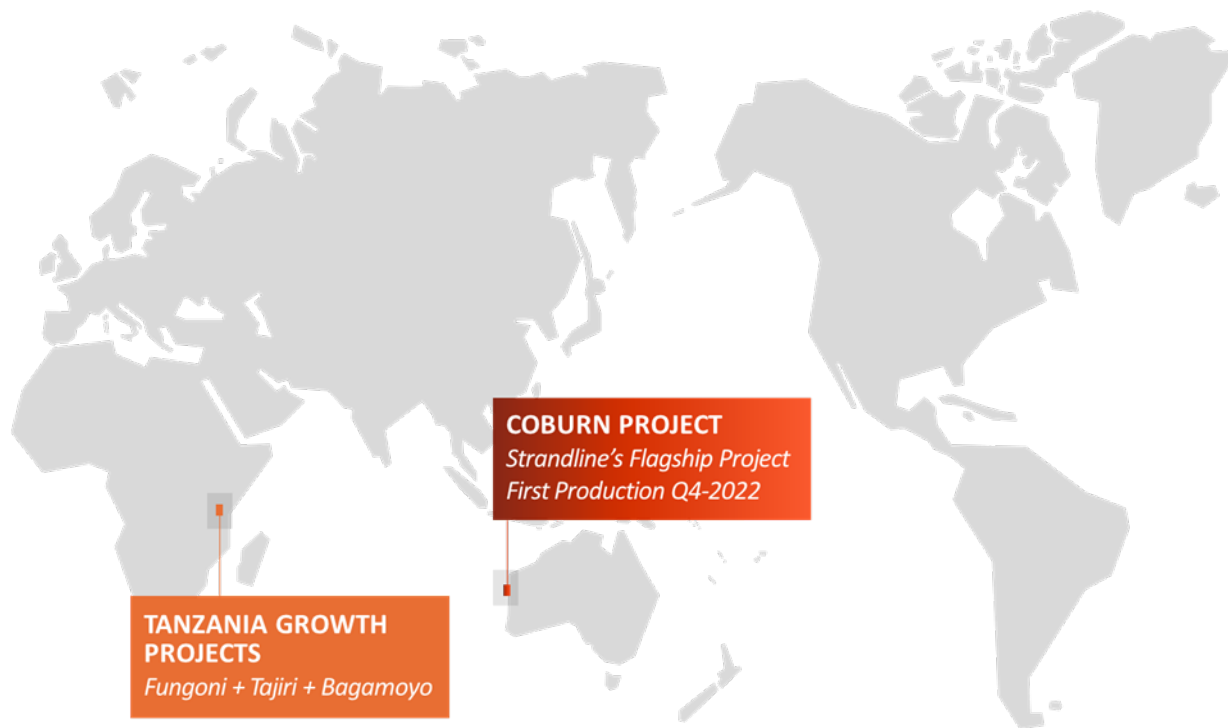 COBURN PROJECT
Strandline's Flagship Project
First Production Q4-2022
TANZANIA GROWTH
PROJECTS
Fungoni + Tajiri + Bagamoyo